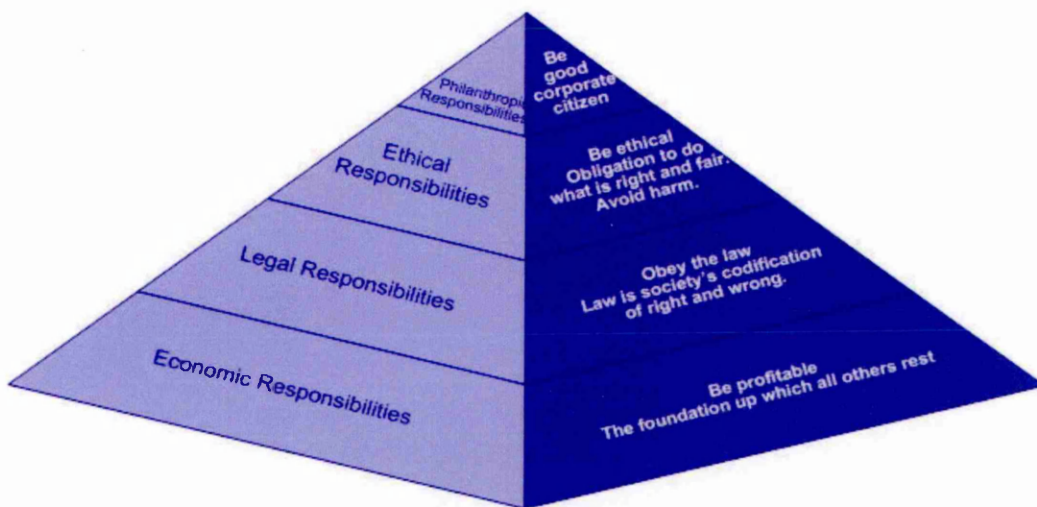 Philanthropic
Responsibilities
Be
good
corporate
citizen
Ethical
Responsibilities
Be ethical
Obligation to do
what is right and fair.
Avoid harm.
Legal Responsibilities
Obey the law
Law is society's codification
of right and wrong.
Economic Responsibilities
Be profitable
The foundation up which all others rest